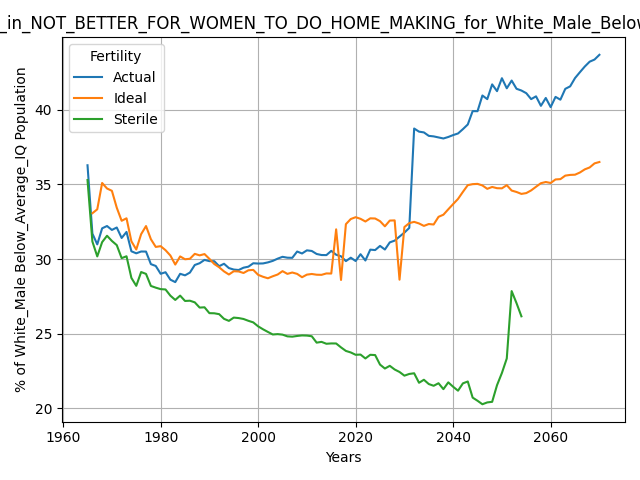 _in_NOT_BETTER_FOR_WOMEN_TO_DO_HOME_MAKING_for_White_Male_Below
Fertility
Actual
Ideal
Sterile
% of White_Male Below_Average_IQ Population
40
35
30
25
20
1960 1980 2000 2020 2040 2060
Years